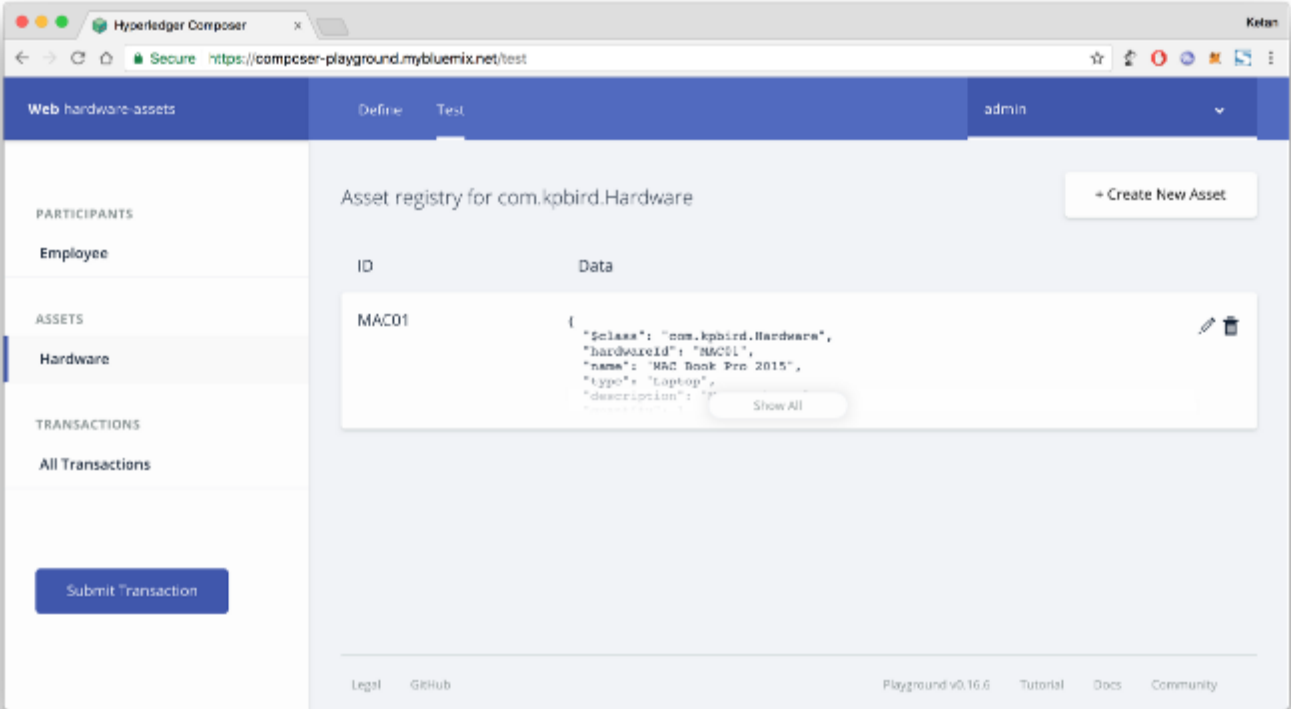 Hyperledger Composer
Ketan
Secure https://composer-playground.mybluemix.net/test
Web hardware-assets
Define Test
admin
PARTICIPANTS
Employee
ASSETS
Hardware
TRANSACTIONS
All Transactions
Submit Transaction
Asset registry for com.kpbird.Hardware
+ Create New Asset
ID Data
MAC01
{
"$class": "com.kpbird.Hardware",
"hardwareId": "MAC01",
"name": "MAC Book Pro 2015",
"type": "Laptop",
"description": "
Show All
Legal GitHub
Playground v0.16.6 Tutorial Docs Community